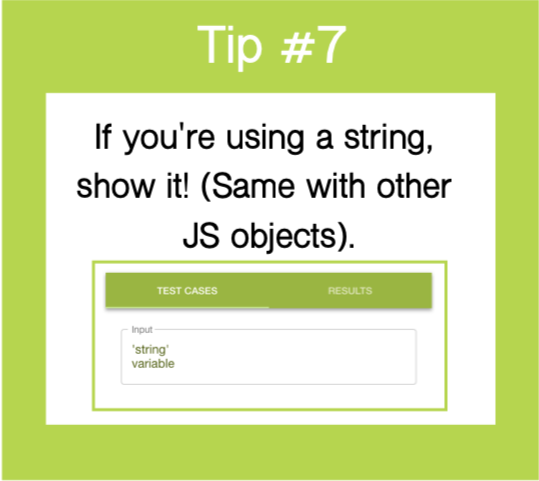 Tip #7
If you're using a string,
show it! (Same with other
JS objects).
TEST CASES RESULTS
Input
'string'
variable